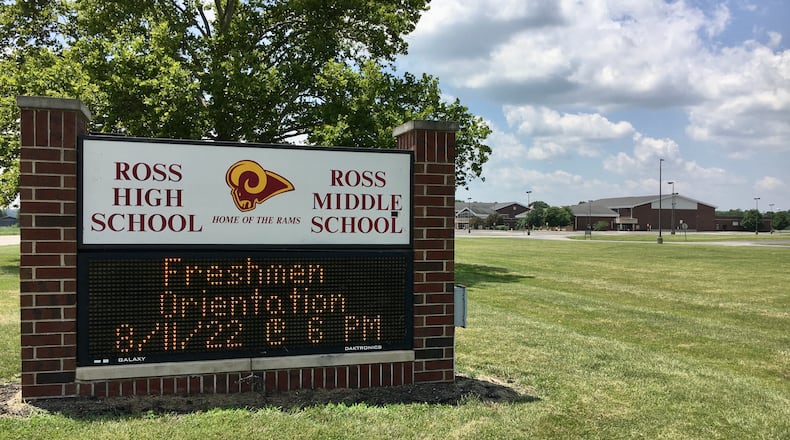 ROSS
HIGH
SCHOOL
HOME OF THE RAMS
ROSS
MIDDLE
SCHOOL
Freshmen
Orientation
8/11/22 @ 6 PM
GALAXY
DAKTRONICS